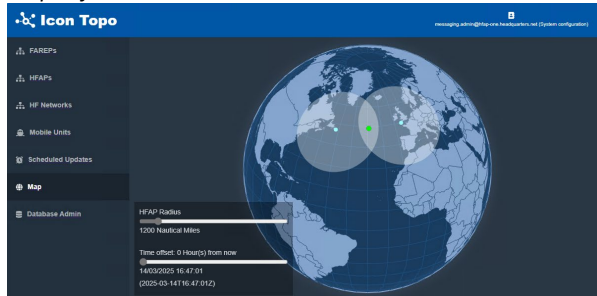 Icon Topo
messaging.admin@hfap-one.headquarters.net (System configuration)
FAREPs
HFAPs
HF Networks
Mobile Units
Scheduled Updates
Map
Database Admin
HFAP Radius
1200 Nautical Miles
Time offset: 0 Hour(s) from now
14/03/2025 16:47:01
(2025-03-14T16:47:01Z)